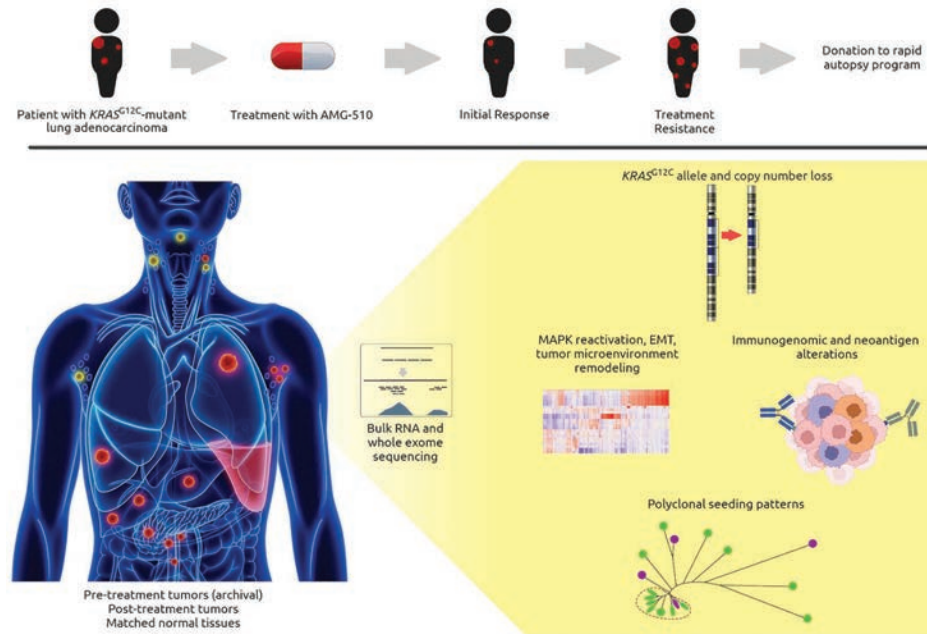 Patient with KRASG12C-mutant
lung adenocarcinoma
Treatment with AMG-510
Initial Response
Treatment
Resistance
Donation to rapid
autopsy program
KRASG12C allele and copy number loss
MAPK reactivation, EMT,
tumor microenvironment
remodeling
Immunogenomic and neoantigen
alterations
Bulk RNA and
whole exome
sequencing
Polyclonal seeding patterns
Pre-treatment tumors (archival)
Post-treatment tumors
Matched normal tissues